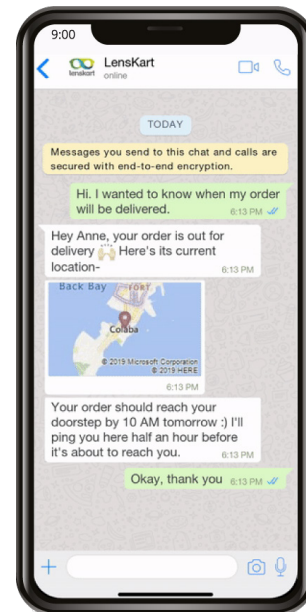 9:00
lenskart
LensKart
online
TODAY
Messages you send to this chat and calls are
secured with end-to-end encryption.
Hi. I wanted to know when my order
will be delivered.
6:13 PM
Hey Anne, your order is out for
delivery 🙌 Here's its current
location-
6:13 PM
Back Bay
FORT
Colaba
© 2019 Microsoft Corporation
© 2019 HERE
6:13 PM
Your order should reach your
doorstep by 10 AM tomorrow :) I'll
ping you here half an hour before
it's about to reach you.
6:13 PM
Okay, thank you 6:13 PM